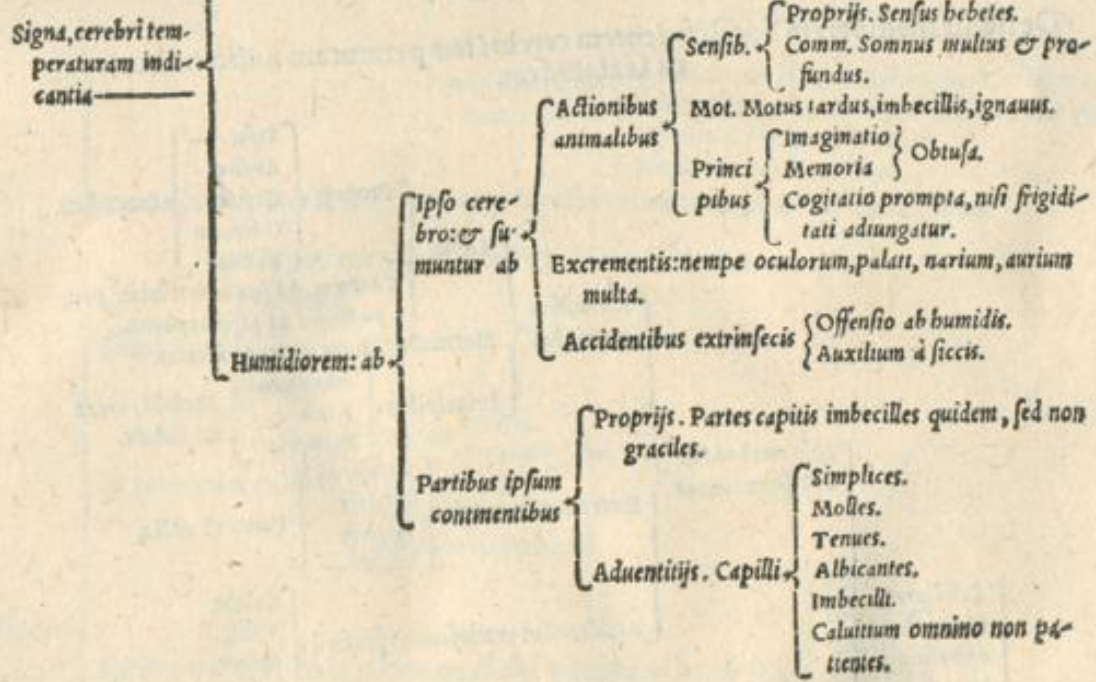 Signa, cerebri tem-
peraturam indi-
cantia
Humidiorem: ab
Ipso cere-
bro: & su-
muntur ab
Actionibus
animalibus
Sensib.
Proprijs. Sensus hebetes.
Comm. Somnus multus & pro-
fundus.
Mot. Motus tardus, imbecillis, ignauus.
Princi
pibus
Imaginatio
Memoria
Obtusa.
Cogitatio prompta, nisi frigidi-
tati adiungatur.
Excrementis: nempe oculorum, palati, narium, aurium
multa.
Accidentibus extrinsecis
Offensio ab humidis.
Auxilium à siccis.
Partibus ipsum
continentibus
Proprijs. Partes capitis imbecilles quidem, sed non
graciles.
Aduentitijs. Capilli
Simplices.
Molles.
Tenues.
Albicantes.
Imbecilli.
Caluitium omnino non pa-
tientes.